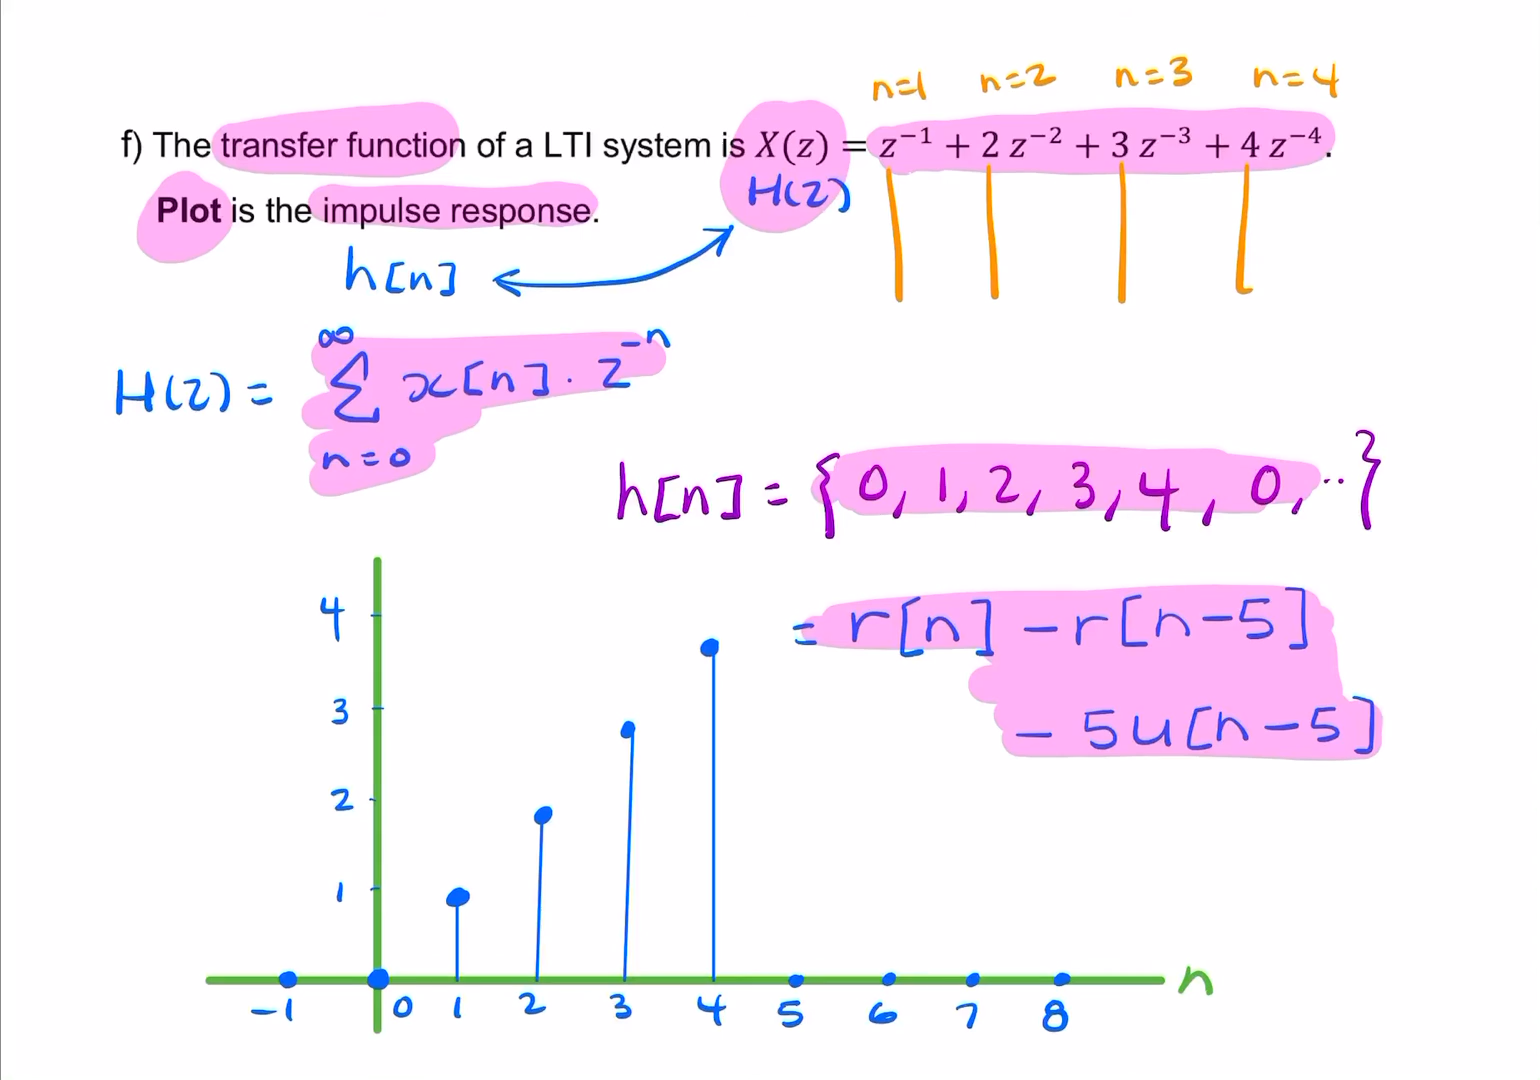 n=1 n=2 n=3 n=4
f) The transfer function of a LTI system is X(z) = z⁻¹ + 2 z⁻² + 3 z⁻³ + 4 z⁻⁴.
H(z)
Plot is the impulse response.
h[n]
∞
H(z) = Σ x[n] · z⁻ⁿ
n=0
h[n] = {0, 1, 2, 3, 4, 0, ..}
= r[n] - r[n-5]
- 5u[n-5]
4
3
2
1
n
-1 0 1 2 3 4 5 6 7 8